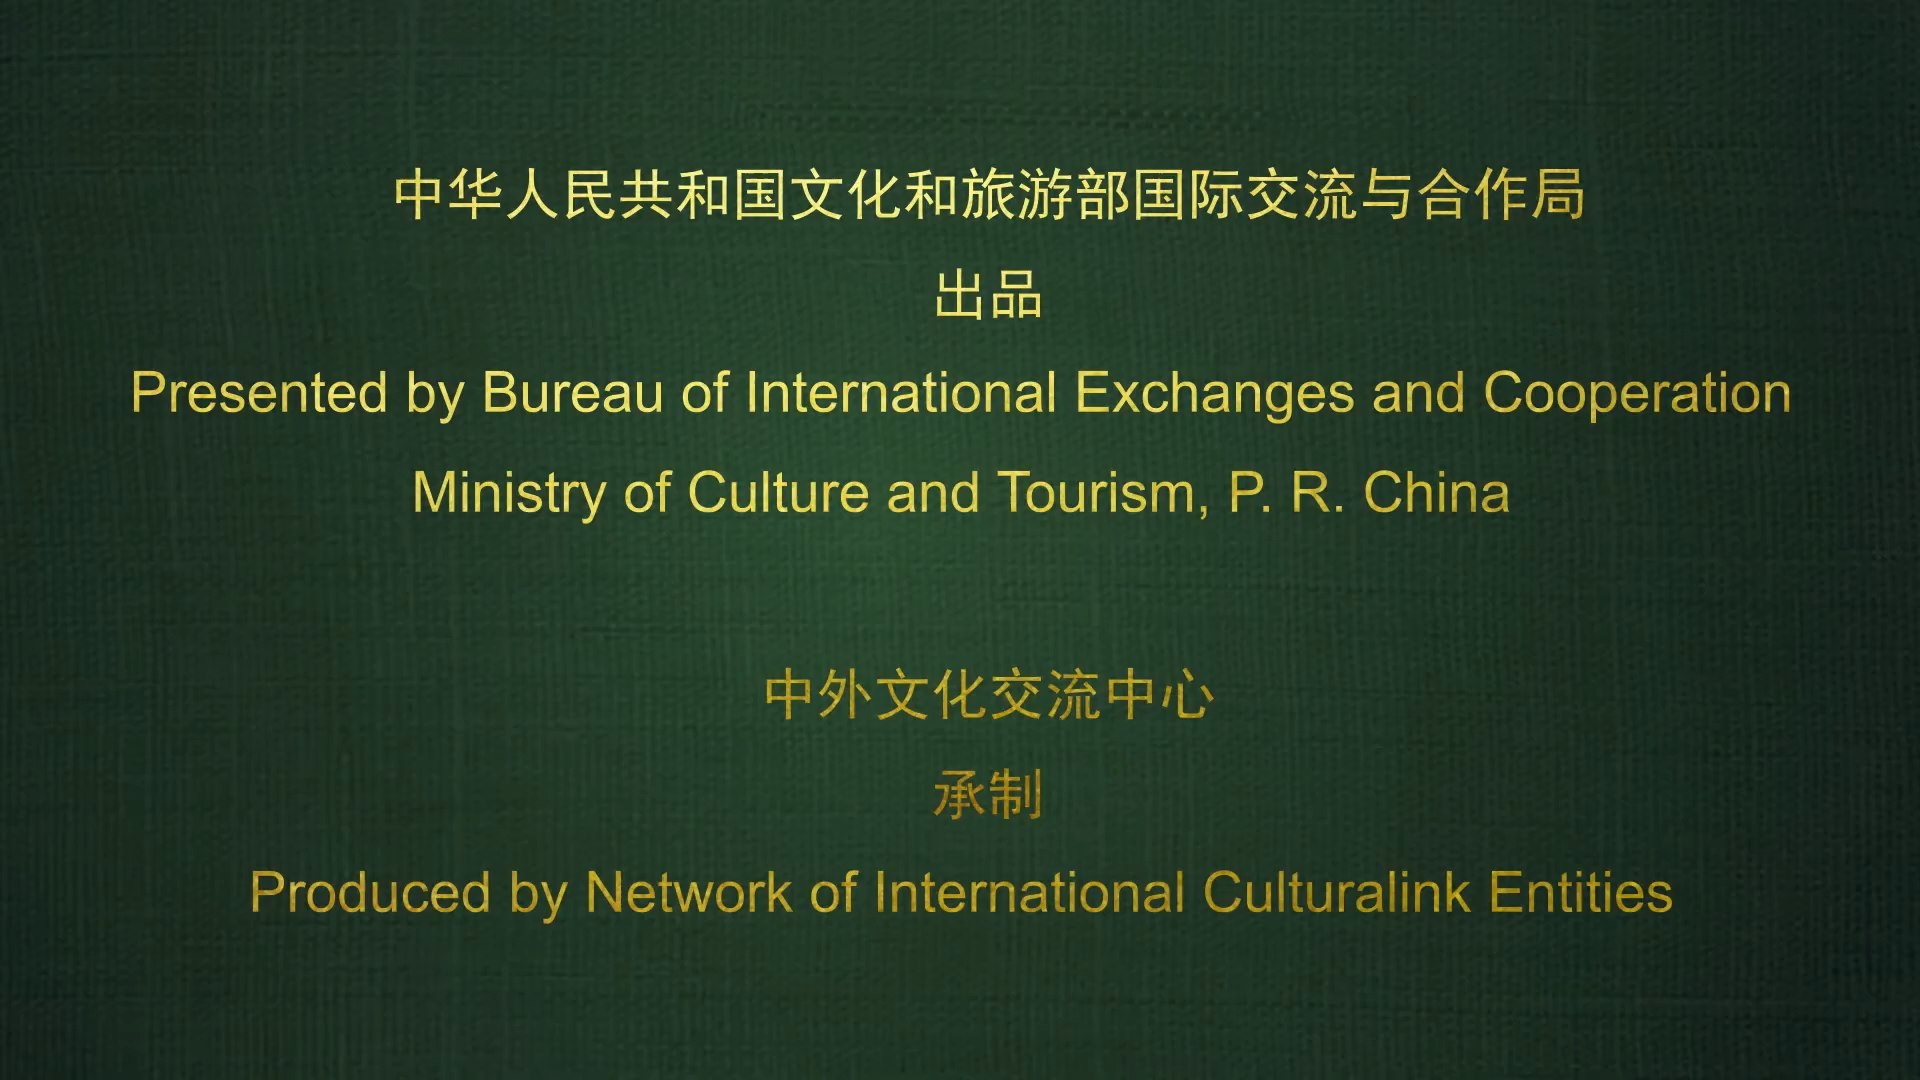 中华人民共和国文化和旅游部国际交流与合作局
出品
Presented by Bureau of International Exchanges and Cooperation
Ministry of Culture and Tourism, P. R. China
中外文化交流中心
承制
Produced by Network of International Culturalink Entities